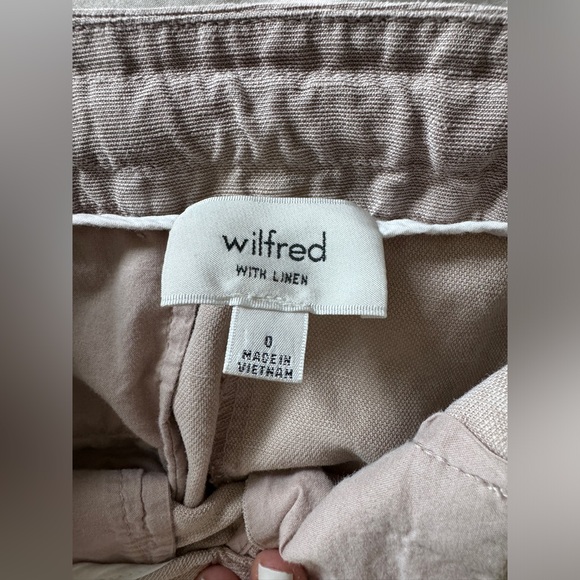 wilfred
WITH LINEN
0
MADE IN
VIETNAM